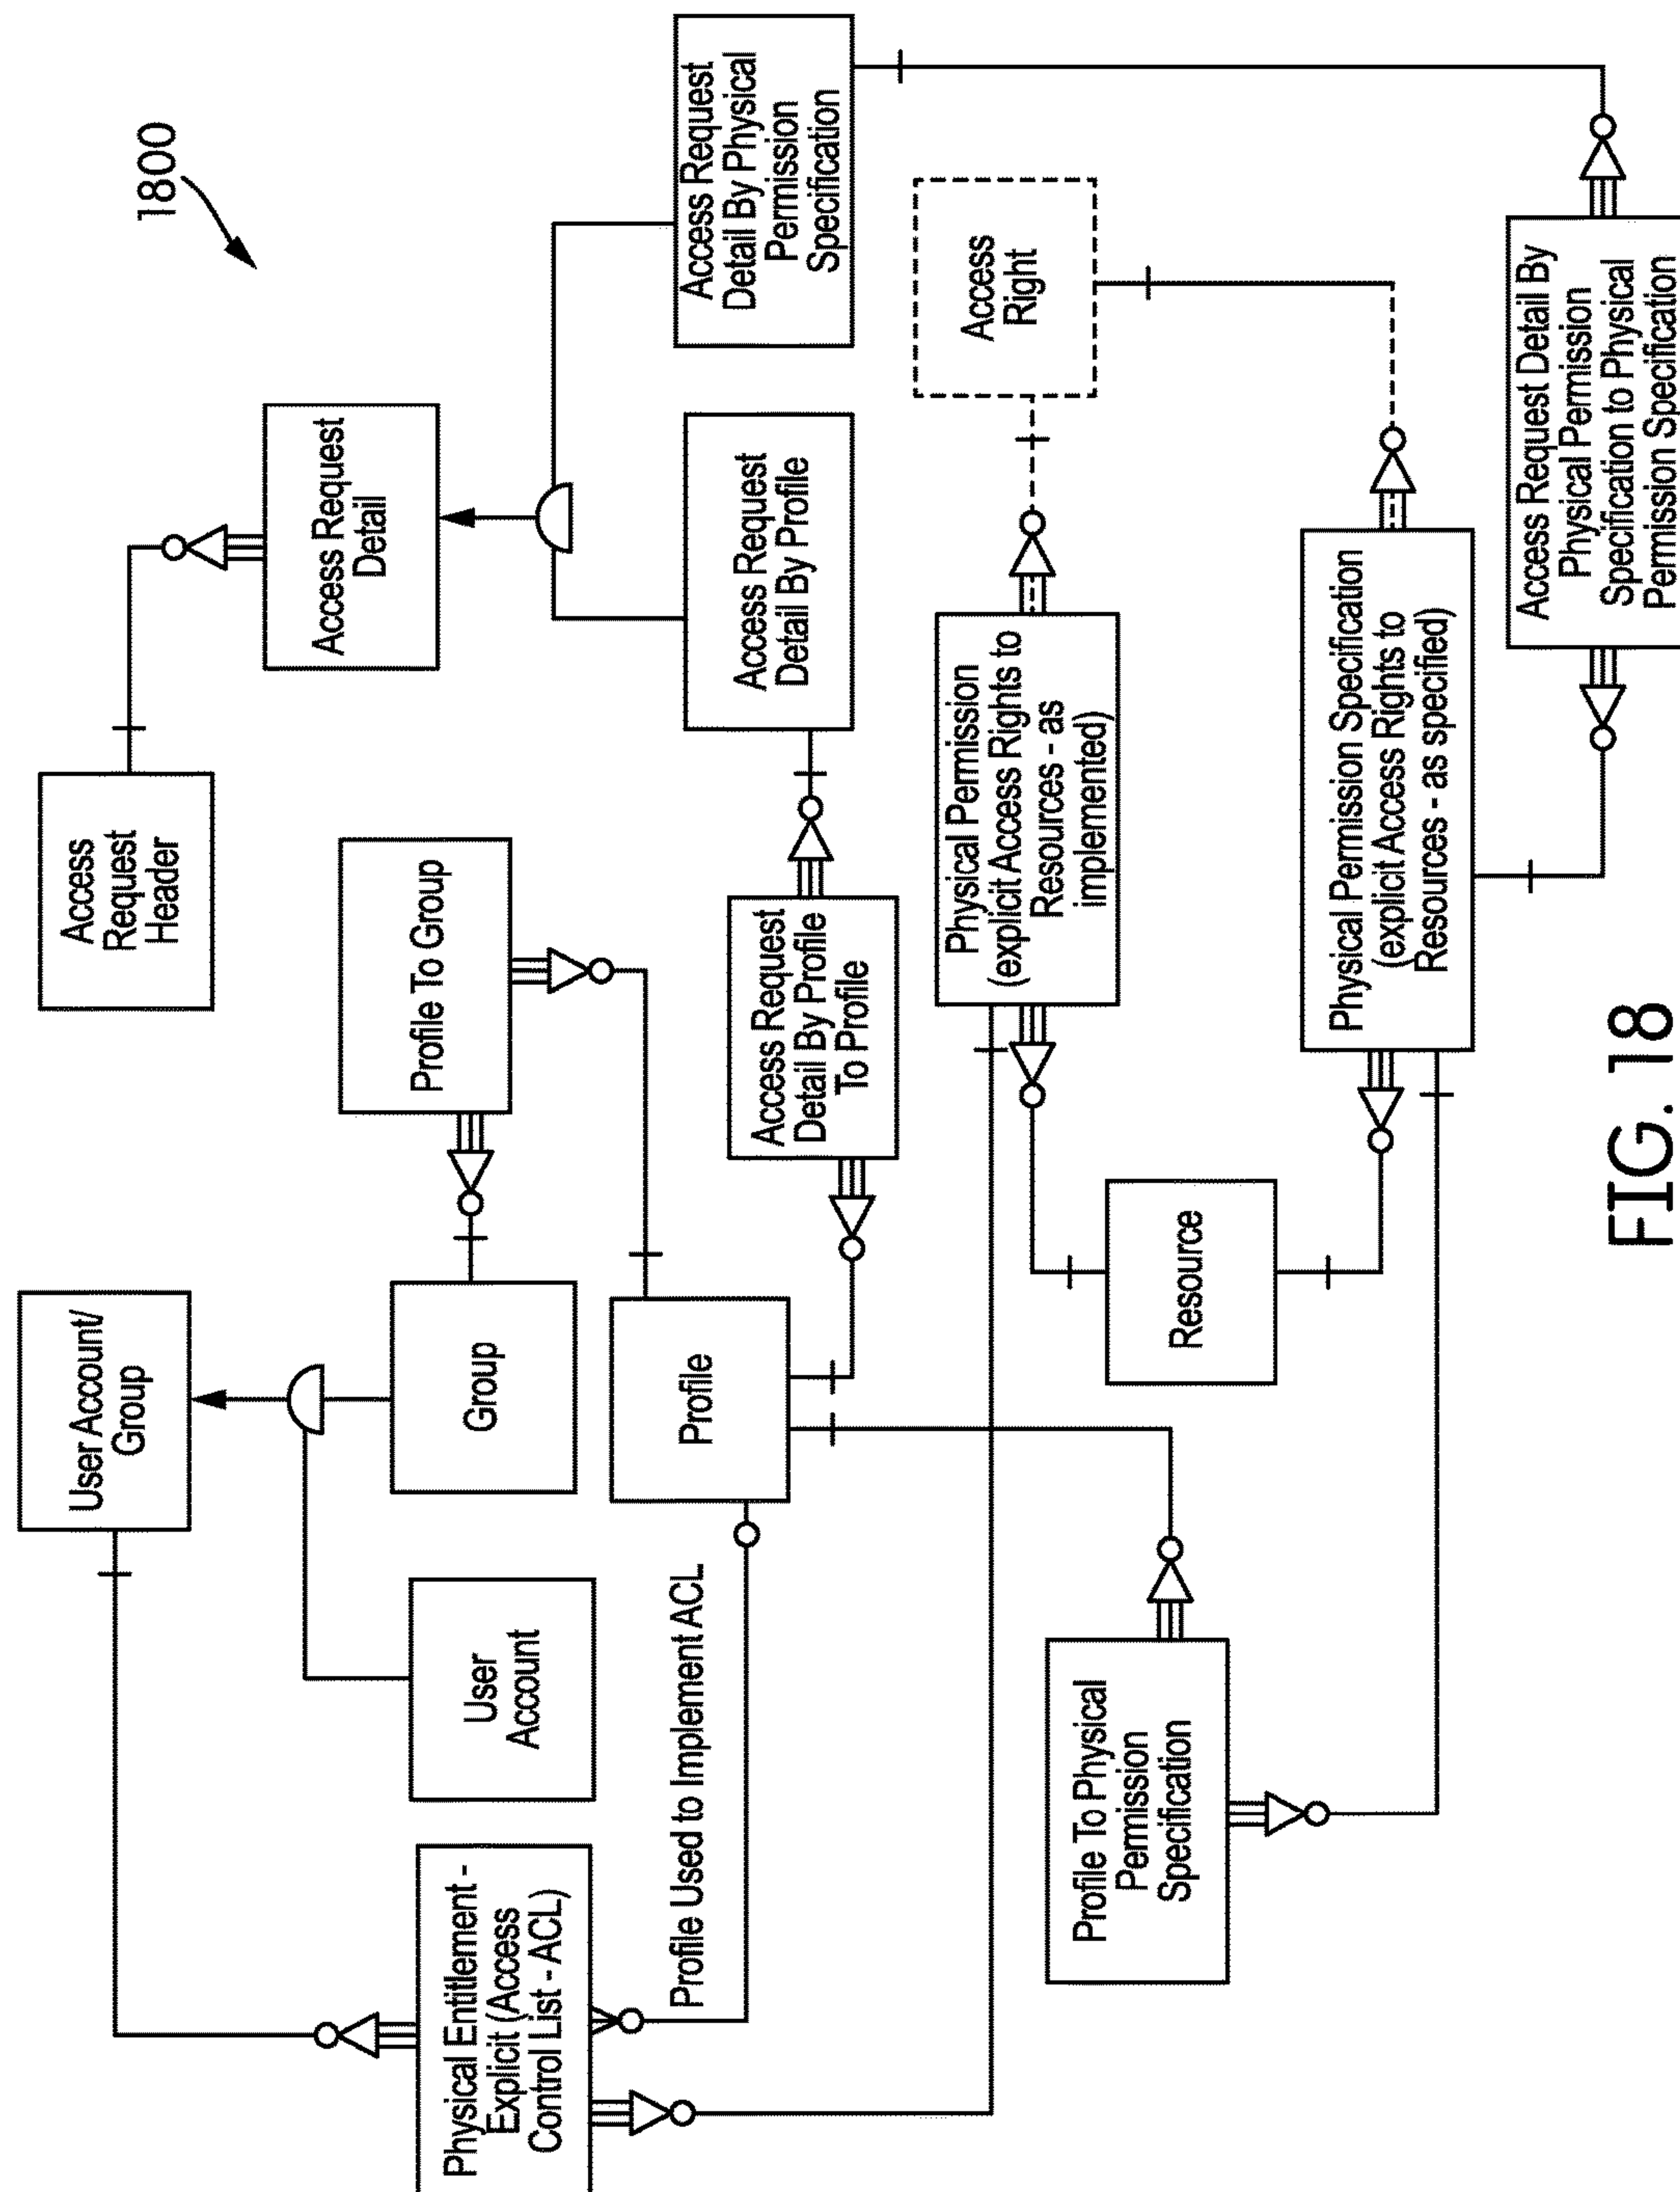 1800
User Account/
Group
Access
Request
Header
Access Request
Detail
Physical Entitlement -
Explicit (Access
Control List - ACL)
User
Account
Group
Profile To Group
Profile Used to Implement ACL
Profile
Access Request
Detail By Profile
To Profile
Access Request
Detail By Profile
Access Request
Detail By Physical
Permission
Specification
Physical Permission
(explicit Access Rights to
Resources - as
implemented)
Access
Right
Profile To Physical
Permission
Specification
Resource
Physical Permission Specification
(explicit Access Rights to
Resources - as specified)
Access Request Detail By
Physical Permission
Specification to Physical
Permission Specification
FIG. 18